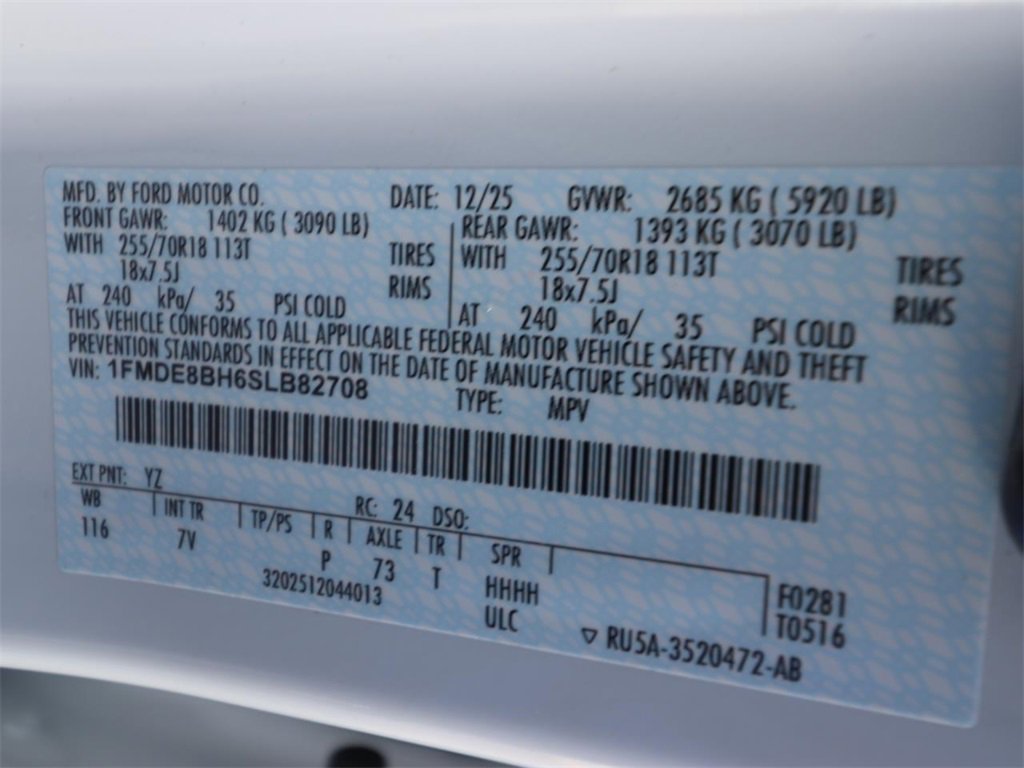 MFD. BY FORD MOTOR CO. DATE: 12/25 GVWR: 2685 KG ( 5920 LB)
FRONT GAWR: 1402 KG ( 3090 LB) REAR GAWR: 1393 KG ( 3070 LB)
WITH 255/70R18 113T TIRES WITH 255/70R18 113T TIRES
18x7.5J RIMS 18x7.5J RIMS
AT 240 kPa/ 35 PSI COLD AT 240 kPa/ 35 PSI COLD
THIS VEHICLE CONFORMS TO ALL APPLICABLE FEDERAL MOTOR VEHICLE SAFETY AND THEFT
PREVENTION STANDARDS IN EFFECT ON THE DATE OF MANUFACTURE SHOWN ABOVE.
VIN: 1FMDE8BH6SLB82708 TYPE: MPV
EXT PNT: YZ RC: 24 DSO:
WB INT TR TP/PS R AXLE TR SPR
116 7V P 73 T HHHH F0281
3202512044013 ULC T0516
RU5A-3520472-AB